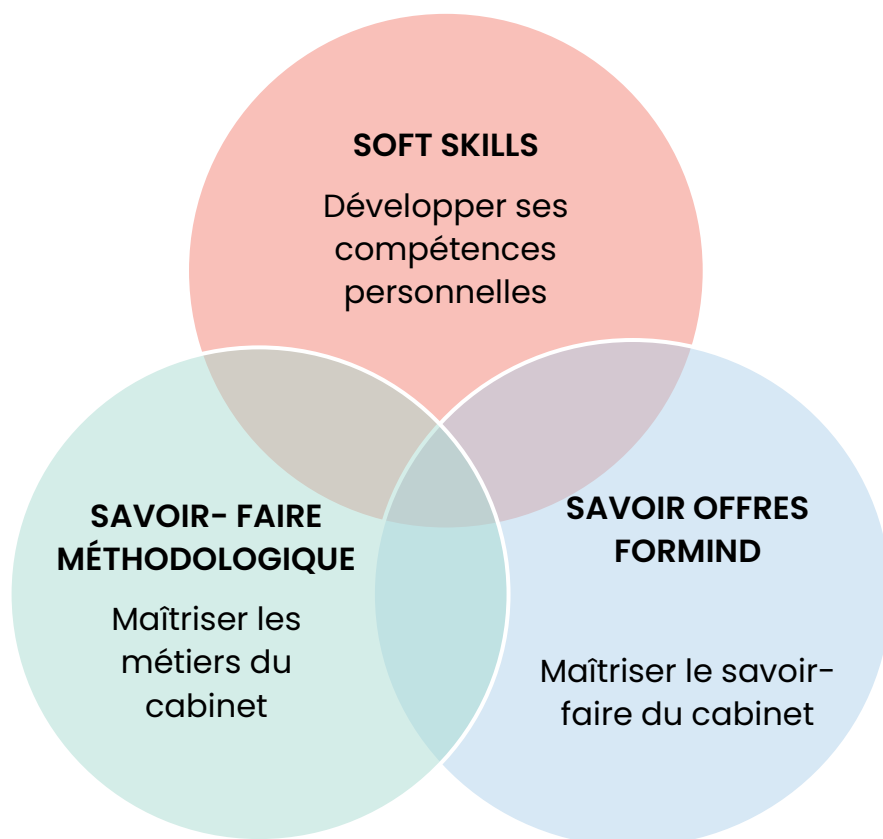 SOFT SKILLS
Développer ses
compétences
personnelles
SAVOIR- FAIRE
MÉTHODOLOGIQUE
Maîtriser les
métiers du
cabinet
SAVOIR OFFRES
FORMIND
Maîtriser le savoir-
faire du cabinet